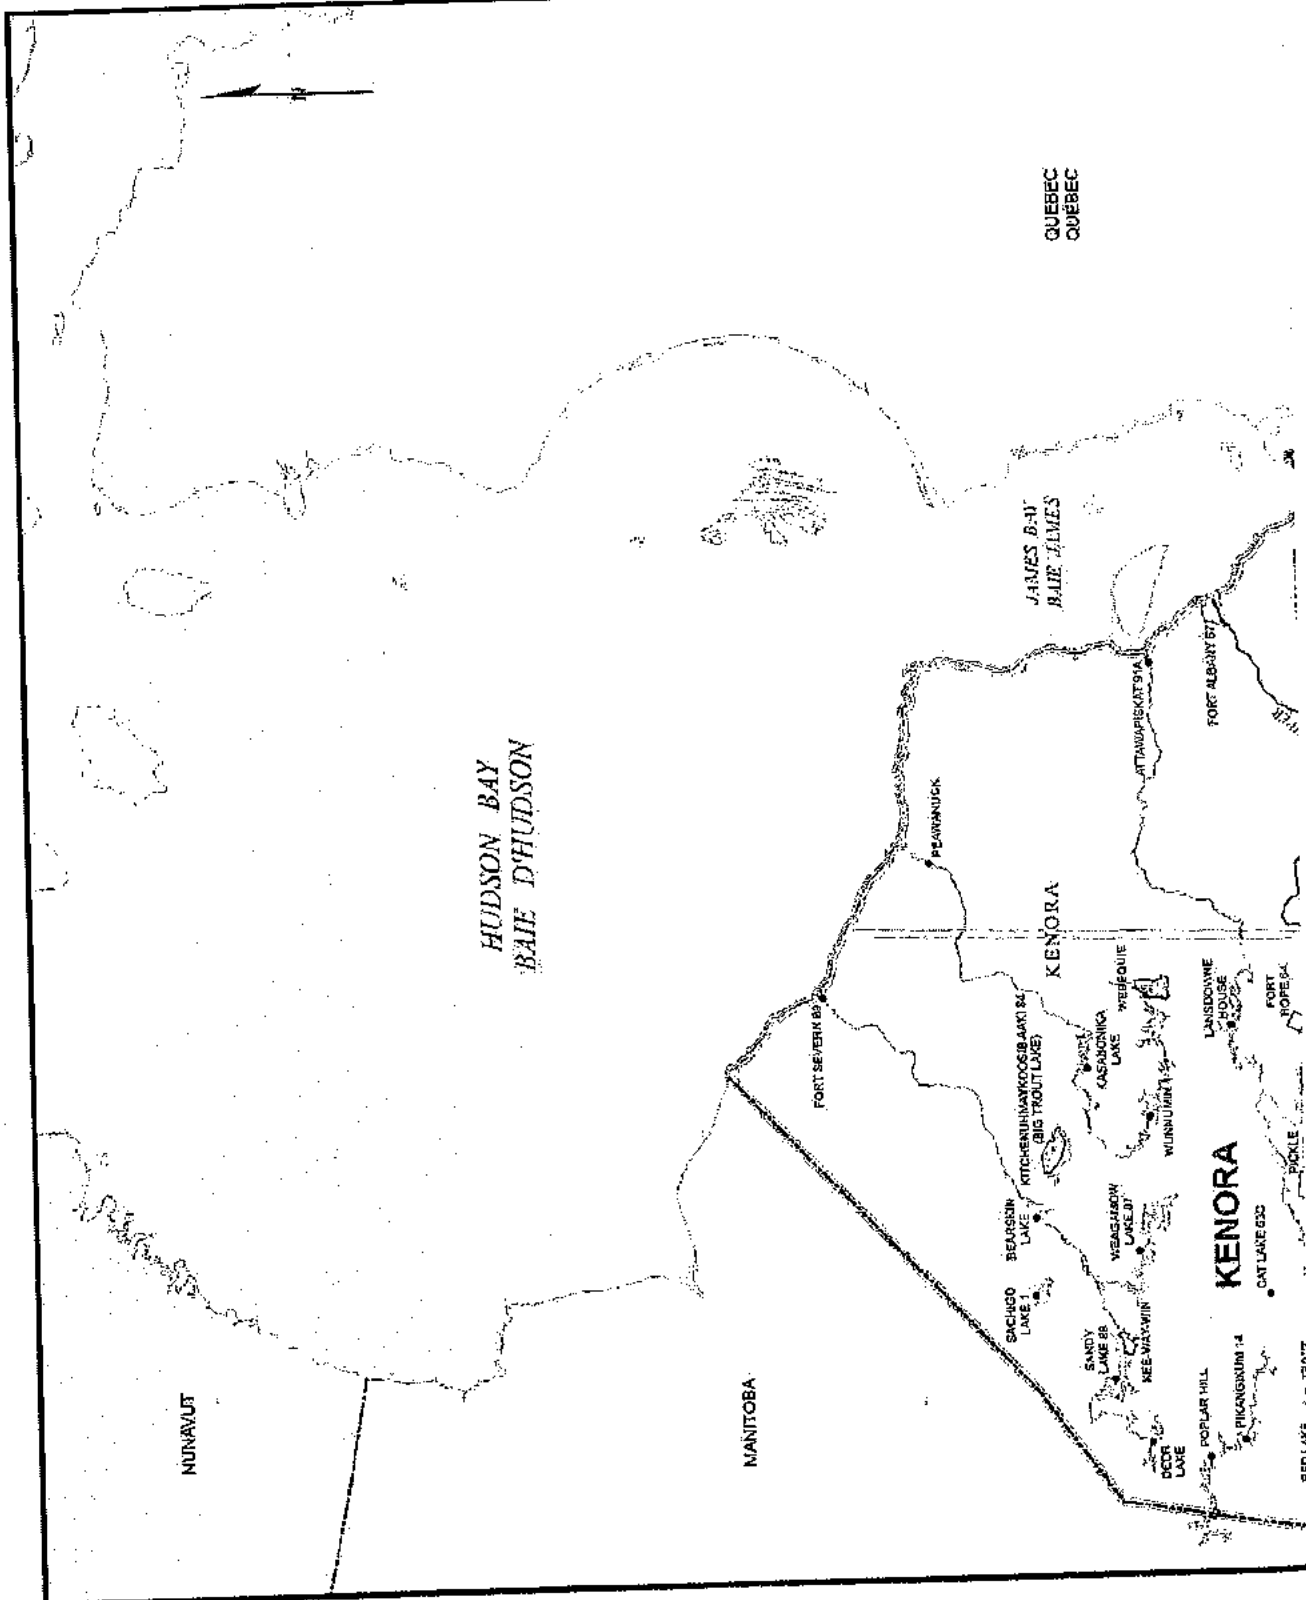 N
NUNAVUT
HUDSON BAY
BAIE D'HUDSON
MANITOBA
QUEBEC
QUÉBEC
JAMES BAY
BAIE JAMES
FORT SEVERN 89
PEAWANUCK
KENORA
ATTAWAPISKAT 91A
FORT ALBANY 67
KITCHENUHMAYKOOSIB AAKI 84
(BIG TROUT LAKE)
BEARSKIN
LAKE
SACHIGO
LAKE 1
KASABONIKA
LAKE
WEBEQUIE
WUNNUMIN 1
WEAGAMOW
LAKE 87
SANDY
LAKE 88
KEE-WAY-WIN
DEER
LAKE
POPLAR HILL
PIKANGIKUM 14
KENORA
CAT LAKE 63C
LANSDOWNE
HOUSE
FORT
HOPE 64
PICKLE